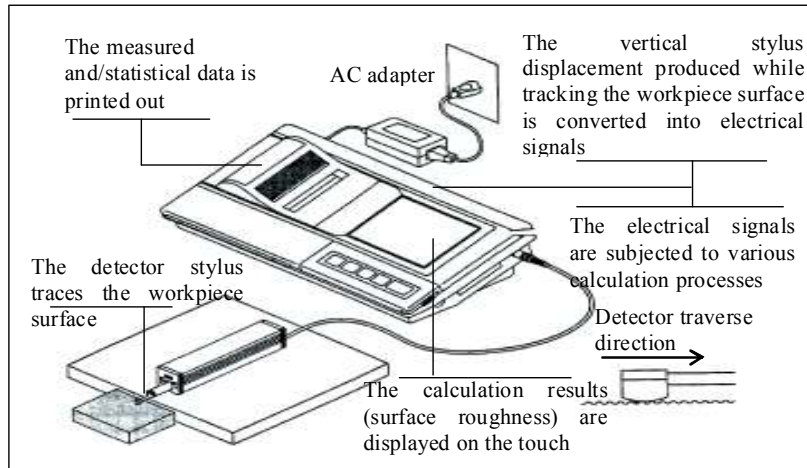 The measured
and/statistical data is
printed out
AC adapter
The vertical stylus
displacement produced while
tracking the workpiece surface
is converted into electrical
signals
The electrical signals
are subjected to various
calculation processes
The detector stylus
traces the workpiece
surface
Detector traverse
direction
The calculation results
(surface roughness) are
displayed on the touch